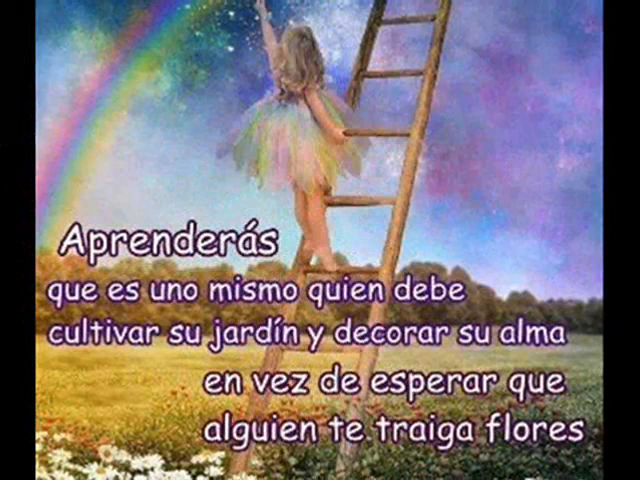 Aprenderás
que es uno mismo quien debe
cultivar su jardín y decorar su alma
en vez de esperar que
alguien te traiga flores